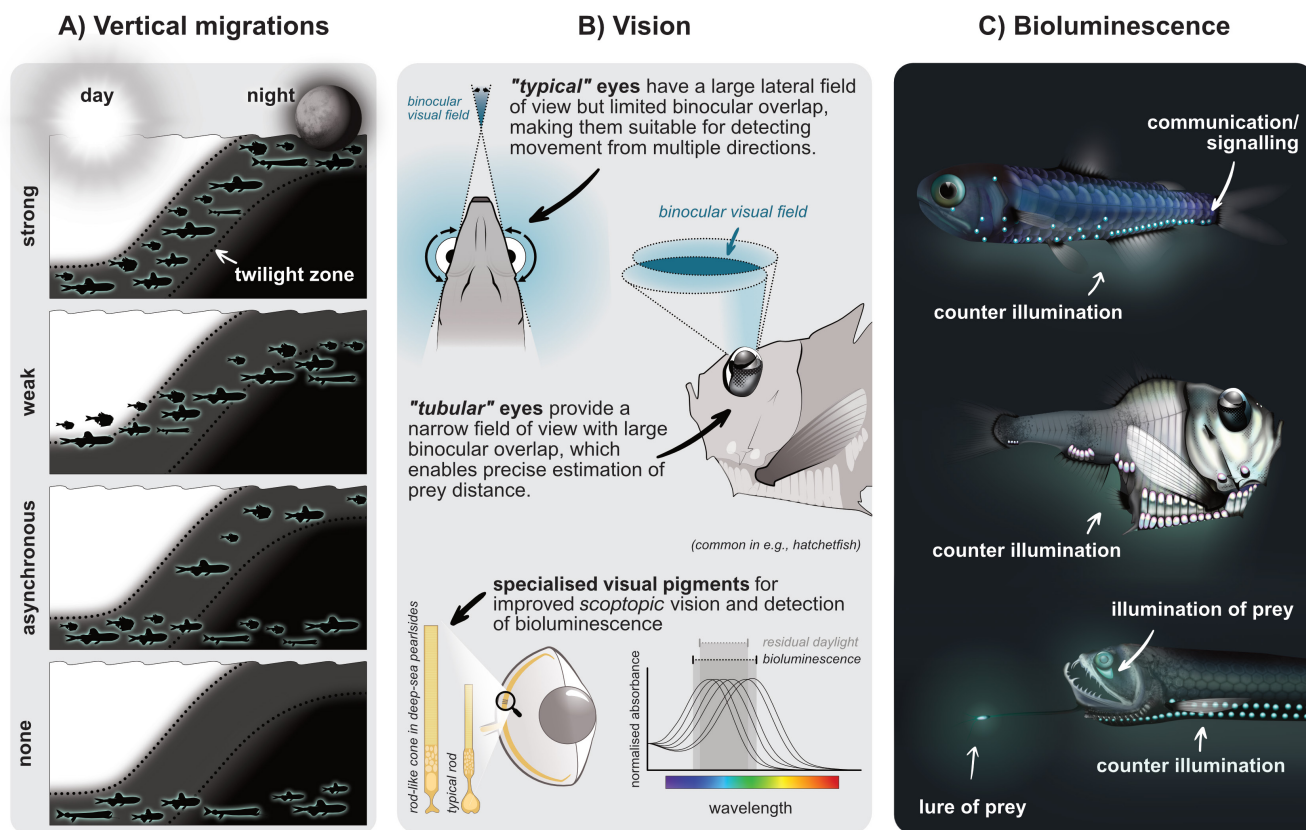 A) Vertical migrations
day
night
strong
twilight zone
weak
asynchronous
none
B) Vision
binocular
visual field
"typical" eyes have a large lateral field
of view but limited binocular overlap,
making them suitable for detecting
movement from multiple directions.
binocular visual field
"tubular" eyes provide a
narrow field of view with large
binocular overlap, which
enables precise estimation of
prey distance.
(common in e.g., hatchetfish)
specialised visual pigments for
improved scoptopic vision and detection
of bioluminescence
rod-like cone in deep-sea pearlsides
typical rod
residual daylight
bioluminescence
normalised absorbance
wavelength
C) Bioluminescence
communication/
signalling
counter illumination
counter illumination
illumination of prey
counter illumination
lure of prey